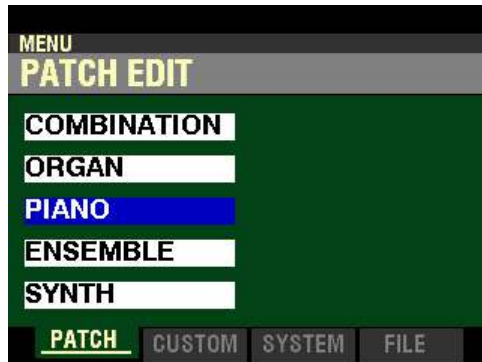 MENU
PATCH EDIT
COMBINATION
ORGAN
PIANO
ENSEMBLE
SYNTH
PATCH CUSTOM SYSTEM FILE